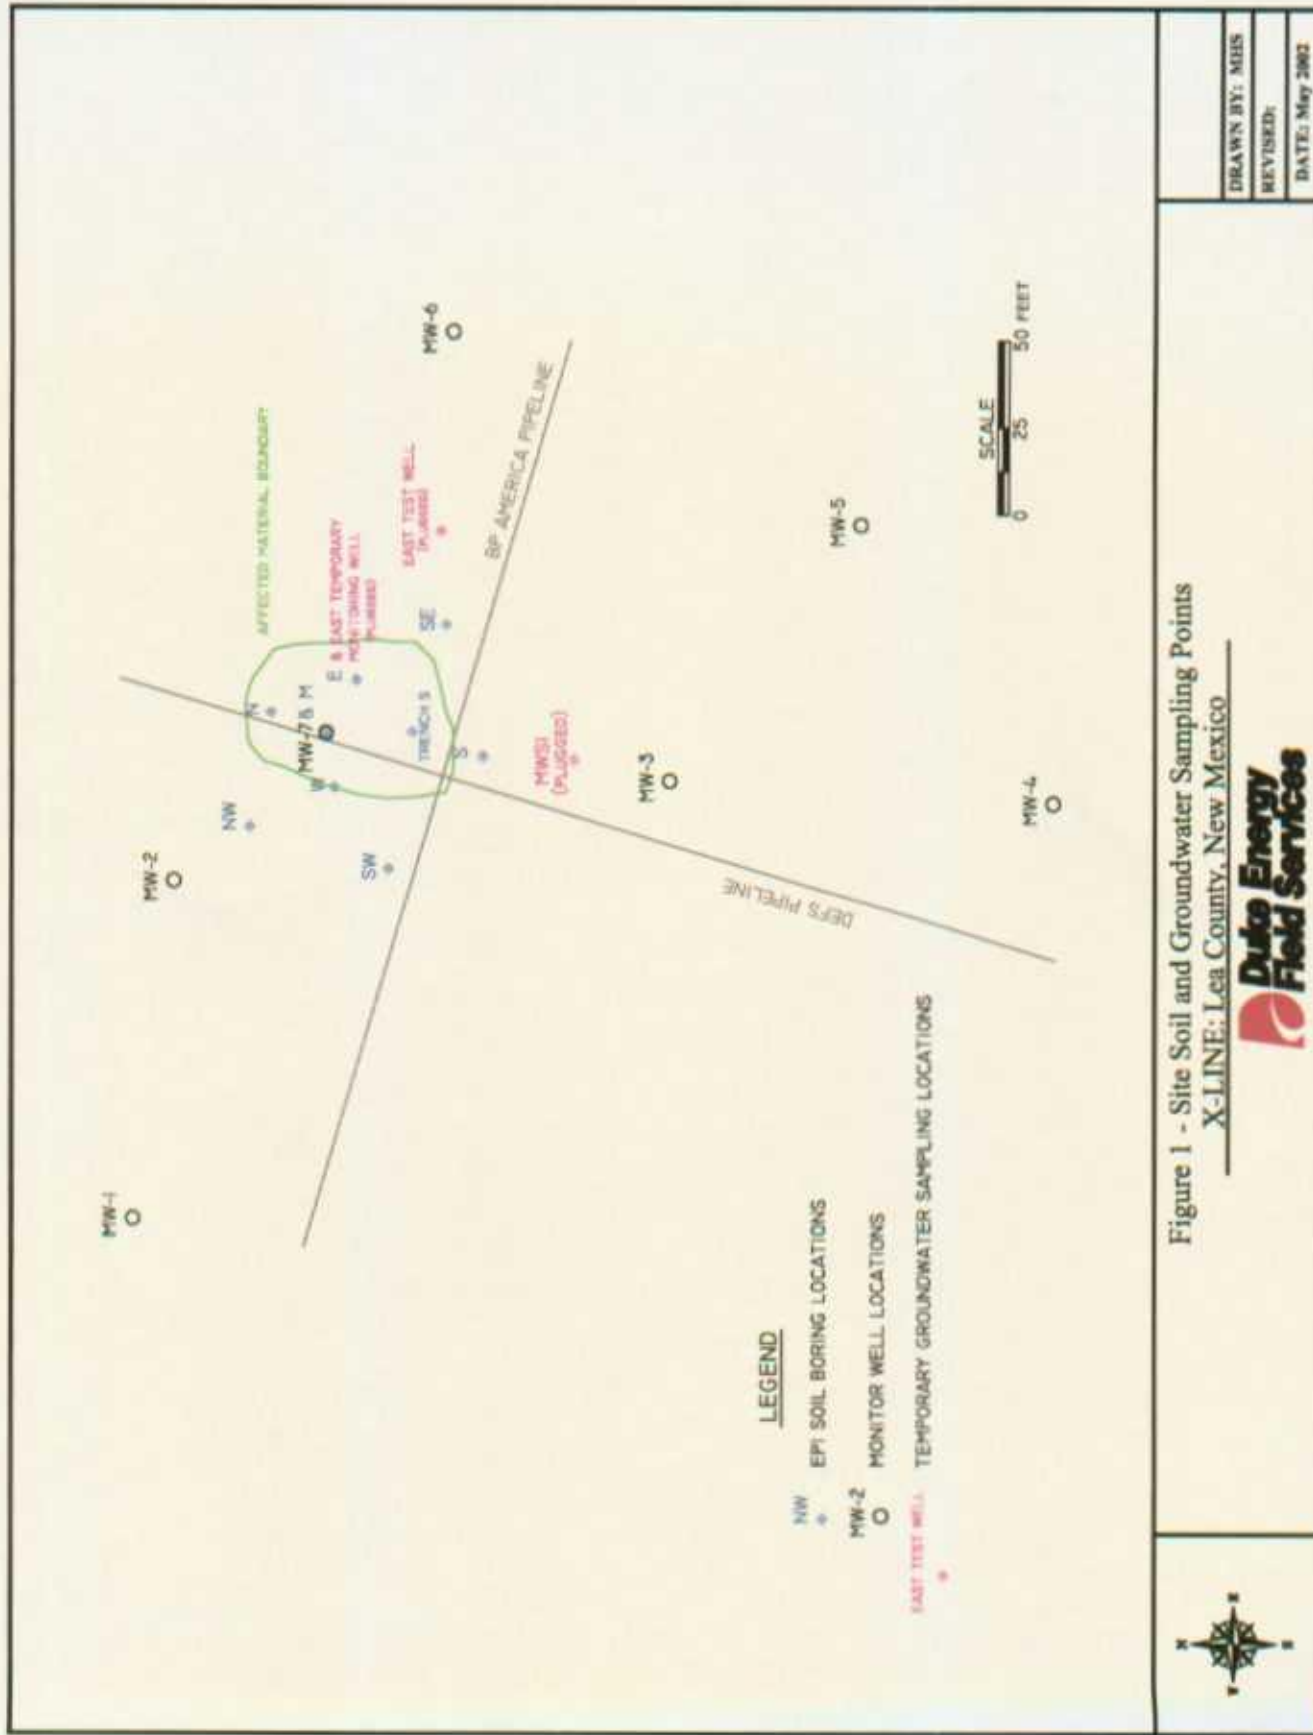 MW-1
MW-2
NW
AFFECTED MATERIAL BOUNDARY
N
MW-7 & M
W
E & EAST TEMPORARY
MONITORING WELL
(PLUGGED)
EAST TEST WELL
(PLUGGED)
MW-6
SW
TRENCH S
SE
S
BP AMERICA PIPELINE
MWS1
(PLUGGED)
MW-3
DEFS PIPELINE
MW-5
MW-4
SCALE
0 25 50 FEET
LEGEND
NW
EPI SOIL BORING LOCATIONS
MW-2
MONITOR WELL LOCATIONS
EAST TEST WELL
TEMPORARY GROUNDWATER SAMPLING LOCATIONS
N
W E
S
Figure 1 - Site Soil and Groundwater Sampling Points
X-LINE: Lea County, New Mexico
Duke Energy
Field Services
DRAWN BY: MHS
REVISED:
DATE: May 2002